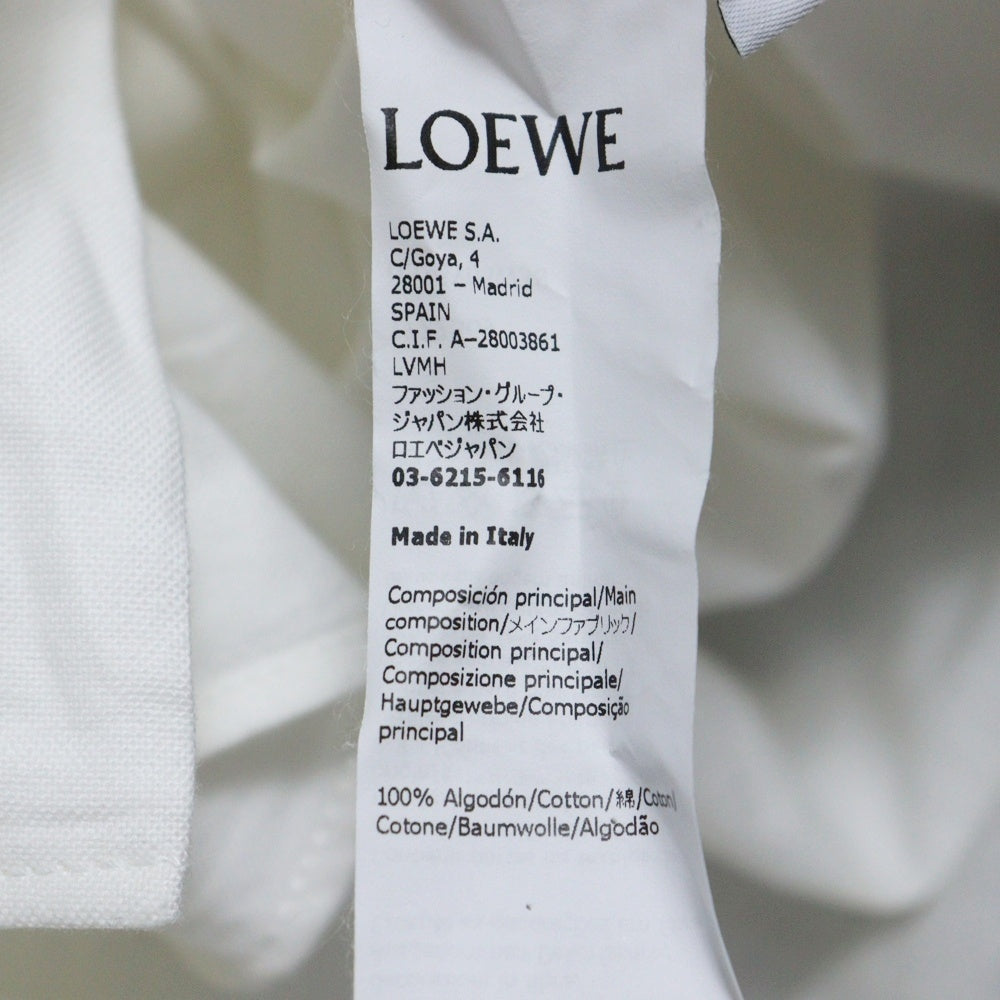 LOEWE
LOEWE S.A.
C/Goya, 4
28001 – Madrid
SPAIN
C.I.F. A–28003861
LVMH
ファッション・グループ・
ジャパン株式会社
ロエベジャパン
03-6215-6116
Made in Italy
Composición principal/Main
composition/メインファブリック/
Composition principal/
Composizione principale/
Hauptgewebe/Composição
principal
100% Algodón/Cotton/綿/Coton/
Cotone/Baumwolle/Algodão